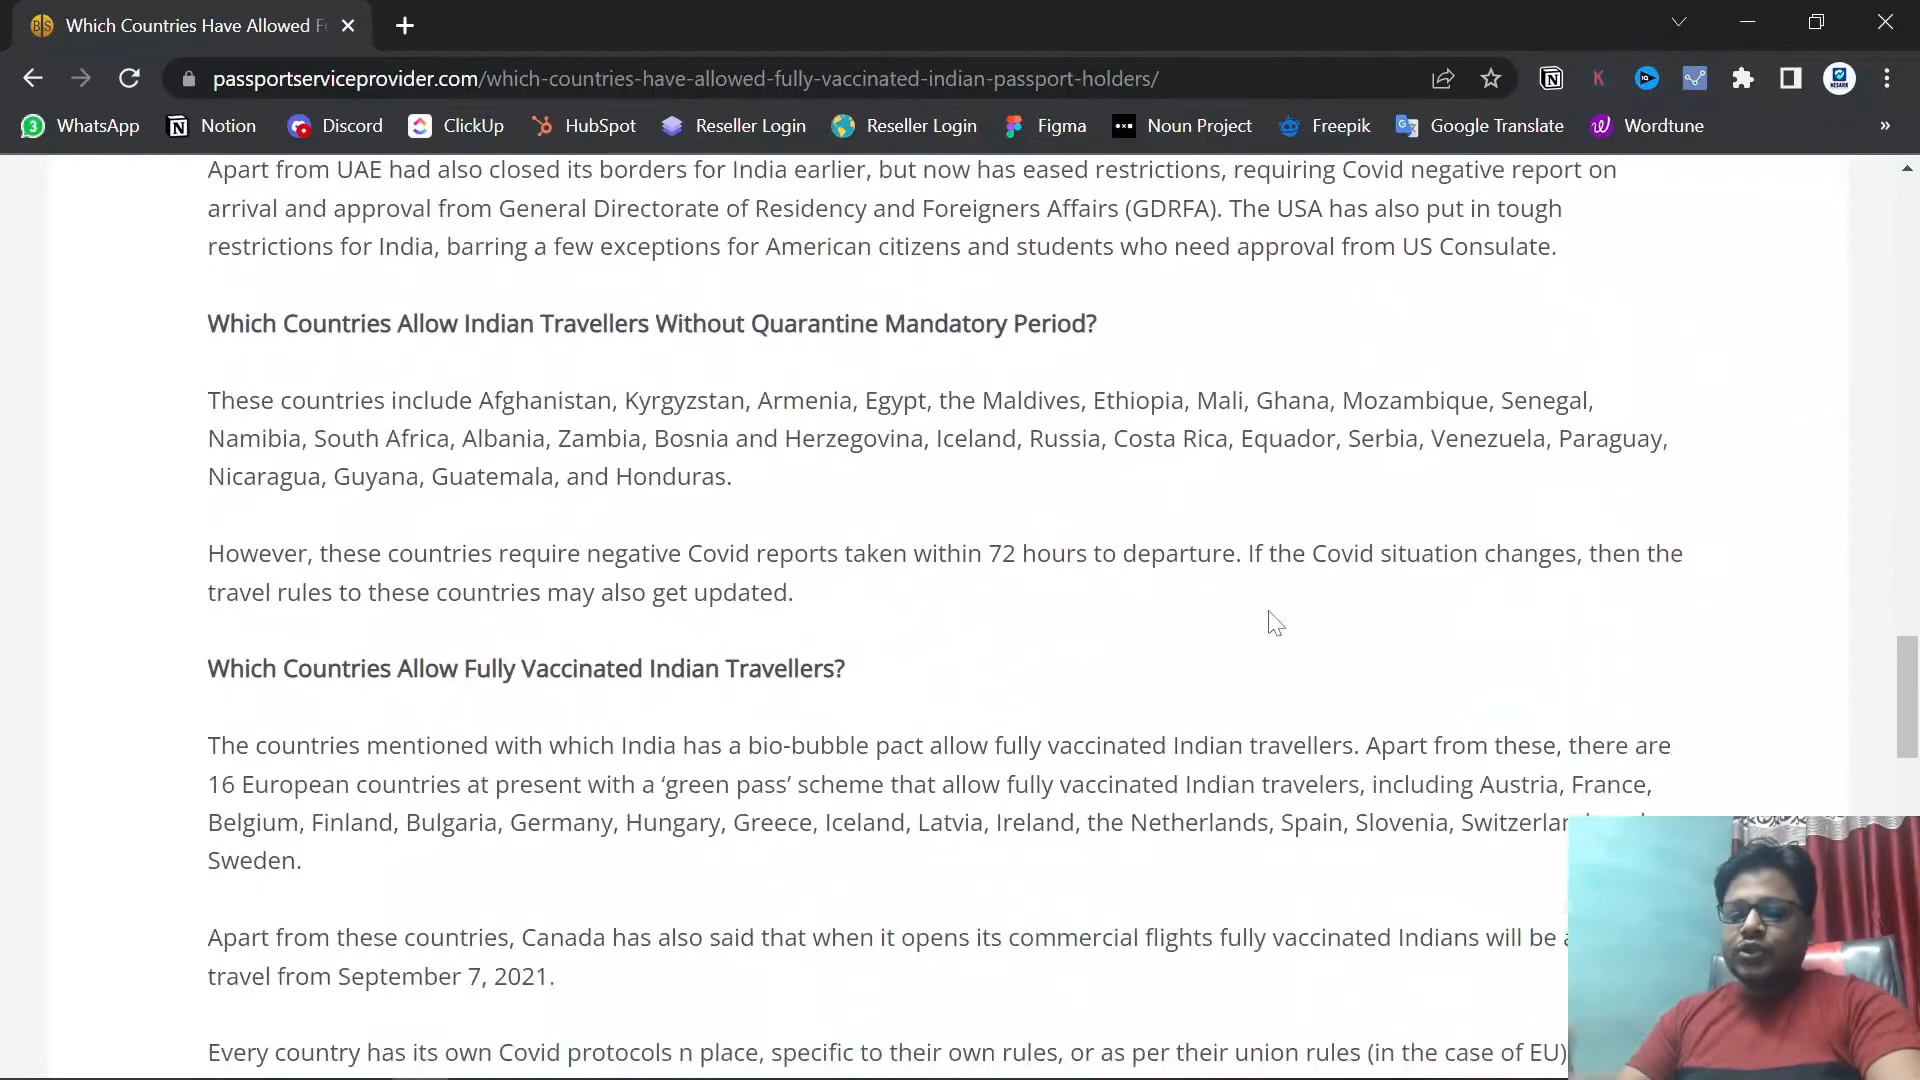 Which Countries Have Allowed F
passportserviceprovider.com/which-countries-have-allowed-fully-vaccinated-indian-passport-holders/
3 WhatsApp Notion Discord ClickUp HubSpot Reseller Login Reseller Login Figma Noun Project Freepik Google Translate Wordtune »
Apart from UAE had also closed its borders for India earlier, but now has eased restrictions, requiring Covid negative report on
arrival and approval from General Directorate of Residency and Foreigners Affairs (GDRFA). The USA has also put in tough
restrictions for India, barring a few exceptions for American citizens and students who need approval from US Consulate.
Which Countries Allow Indian Travellers Without Quarantine Mandatory Period?
These countries include Afghanistan, Kyrgyzstan, Armenia, Egypt, the Maldives, Ethiopia, Mali, Ghana, Mozambique, Senegal,
Namibia, South Africa, Albania, Zambia, Bosnia and Herzegovina, Iceland, Russia, Costa Rica, Equador, Serbia, Venezuela, Paraguay,
Nicaragua, Guyana, Guatemala, and Honduras.
However, these countries require negative Covid reports taken within 72 hours to departure. If the Covid situation changes, then the
travel rules to these countries may also get updated.
Which Countries Allow Fully Vaccinated Indian Travellers?
The countries mentioned with which India has a bio-bubble pact allow fully vaccinated Indian travellers. Apart from these, there are
16 European countries at present with a ‘green pass’ scheme that allow fully vaccinated Indian travelers, including Austria, France,
Belgium, Finland, Bulgaria, Germany, Hungary, Greece, Iceland, Latvia, Ireland, the Netherlands, Spain, Slovenia,
Sweden.
Apart from these countries, Canada has also said that when it opens its commercial flights fully vaccinated Indians will be
travel from September 7, 2021.
Every country has its own Covid protocols n place, specific to their own rules, or as per their union rules (in the case of EU)